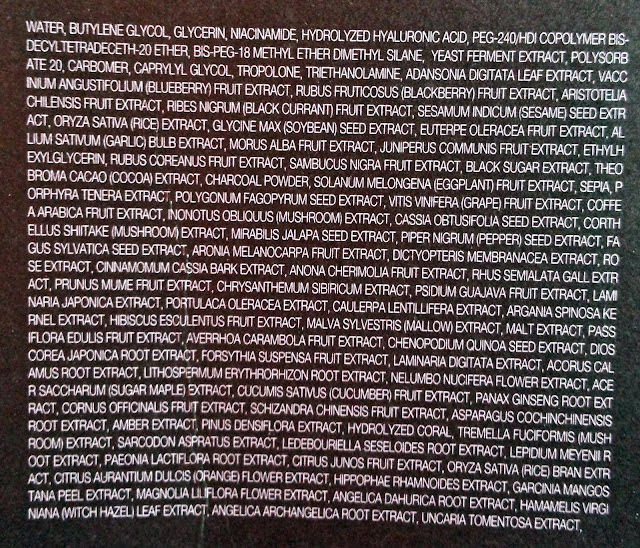 WATER, BUTYLENE GLYCOL, GLYCERIN, NIACINAMIDE, HYDROLYZED HYALURONIC ACID, PEG-240/HDI COPOLYMER BIS-
DECYLTETRADECETH-20 ETHER, BIS-PEG-18 METHYL ETHER DIMETHYL SILANE, YEAST FERMENT EXTRACT, POLYSORB
ATE 20, CARBOMER, CAPRYLYL GLYCOL, TROPOLONE, TRIETHANOLAMINE, ADANSONIA DIGITATA LEAF EXTRACT, VACC
INIUM ANGUSTIFOLIUM (BLUEBERRY) FRUIT EXTRACT, RUBUS FRUTICOSUS (BLACKBERRY) FRUIT EXTRACT, ARISTOTELIA
CHILENSIS FRUIT EXTRACT, RIBES NIGRUM (BLACK CURRANT) FRUIT EXTRACT, SESAMUM INDICUM (SESAME) SEED EXTR
ACT, ORYZA SATIVA (RICE) EXTRACT, GLYCINE MAX (SOYBEAN) SEED EXTRACT, EUTERPE OLERACEA FRUIT EXTRACT, AL
LIUM SATIVUM (GARLIC) BULB EXTRACT, MORUS ALBA FRUIT EXTRACT, JUNIPERUS COMMUNIS FRUIT EXTRACT, ETHYLH
EXYLGLYCERIN, RUBUS COREANUS FRUIT EXTRACT, SAMBUCUS NIGRA FRUIT EXTRACT, BLACK SUGAR EXTRACT, THEO
BROMA CACAO (COCOA) EXTRACT, CHARCOAL POWDER, SOLANUM MELONGENA (EGGPLANT) FRUIT EXTRACT, SEPIA, P
ORPHYRA TENERA EXTRACT, POLYGONUM FAGOPYRUM SEED EXTRACT, VITIS VINIFERA (GRAPE) FRUIT EXTRACT, COFFE
A ARABICA FRUIT EXTRACT, INONOTUS OBLIQUUS (MUSHROOM) EXTRACT, CASSIA OBTUSIFOLIA SEED EXTRACT, CORTH
ELLUS SHIITAKE (MUSHROOM) EXTRACT, MIRABILIS JALAPA SEED EXTRACT, PIPER NIGRUM (PEPPER) SEED EXTRACT, FA
GUS SYLVATICA SEED EXTRACT, ARONIA MELANOCARPA FRUIT EXTRACT, DICTYOPTERIS MEMBRANACEA EXTRACT, RO
SE EXTRACT, CINNAMOMUM CASSIA BARK EXTRACT, ANONA CHERIMOLIA FRUIT EXTRACT, RHUS SEMIALATA GALL EXTR
ACT, PRUNUS MUME FRUIT EXTRACT, CHRYSANTHEMUM SIBIRICUM EXTRACT, PSIDIUM GUAJAVA FRUIT EXTRACT, LAMI
NARIA JAPONICA EXTRACT, PORTULACA OLERACEA EXTRACT, CAULERPA LENTILLIFERA EXTRACT, ARGANIA SPINOSA KE
RNEL EXTRACT, HIBISCUS ESCULENTUS FRUIT EXTRACT, MALVA SYLVESTRIS (MALLOW) EXTRACT, MALT EXTRACT, PASS
IFLORA EDULIS FRUIT EXTRACT, AVERRHOA CARAMBOLA FRUIT EXTRACT, CHENOPODIUM QUINOA SEED EXTRACT, DIOS
COREA JAPONICA ROOT EXTRACT, FORSYTHIA SUSPENSA FRUIT EXTRACT, LAMINARIA DIGITATA EXTRACT, ACORUS CAL
AMUS ROOT EXTRACT, LITHOSPERMUM ERYTHRORHIZON ROOT EXTRACT, NELUMBO NUCIFERA FLOWER EXTRACT, ACE
R SACCHARUM (SUGAR MAPLE) EXTRACT, CUCUMIS SATIVUS (CUCUMBER) FRUIT EXTRACT, PANAX GINSENG ROOT EXT
RACT, CORNUS OFFICINALIS FRUIT EXTRACT, SCHIZANDRA CHINENSIS FRUIT EXTRACT, ASPARAGUS COCHINCHINENSIS
ROOT EXTRACT, AMBER EXTRACT, PINUS DENSIFLORA EXTRACT, HYDROLYZED CORAL, TREMELLA FUCIFORMIS (MUSH
ROOM) EXTRACT, SARCODON ASPRATUS EXTRACT, LEDEBOURIELLA SESELOIDES ROOT EXTRACT, LEPIDIUM MEYENII R
OOT EXTRACT, PAEONIA LACTIFLORA ROOT EXTRACT, CITRUS JUNOS FRUIT EXTRACT, ORYZA SATIVA (RICE) BRAN EXTR
ACT, CITRUS AURANTIUM DULCIS (ORANGE) FLOWER EXTRACT, HIPPOPHAE RHAMNOIDES EXTRACT, GARCINIA MANGOS
TANA PEEL EXTRACT, MAGNOLIA LILIFLORA FLOWER EXTRACT, ANGELICA DAHURICA ROOT EXTRACT, HAMAMELIS VIRGI
NIANA (WITCH HAZEL) LEAF EXTRACT, ANGELICA ARCHANGELICA ROOT EXTRACT, UNCARIA TOMENTOSA EXTRACT,